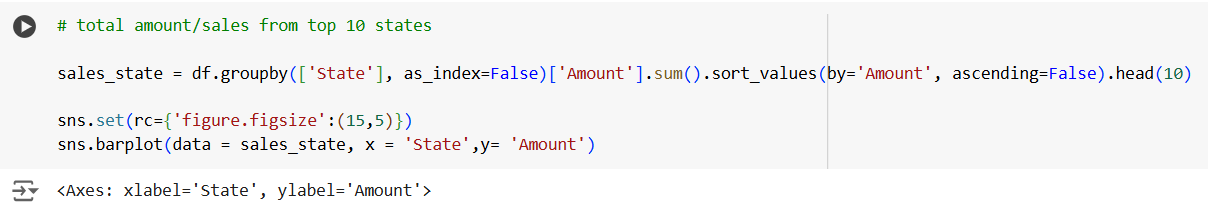 # total amount/sales from top 10 states
sales_state = df.groupby(['State'], as_index=False)['Amount'].sum().sort_values(by='Amount', ascending=False).head(10)
sns.set(rc={'figure.figsize':(15,5)})
sns.barplot(data = sales_state, x = 'State',y= 'Amount')
<Axes: xlabel='State', ylabel='Amount'>